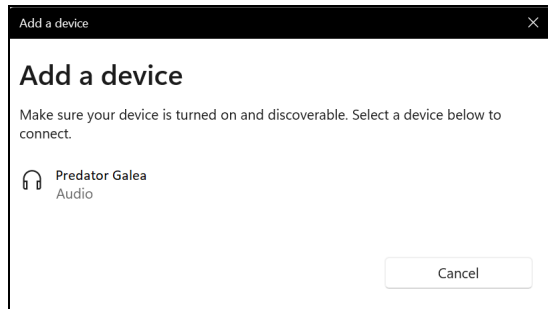 Add a device
Add a device
Make sure your device is turned on and discoverable. Select a device below to
connect.
Predator Galea
Audio
Cancel